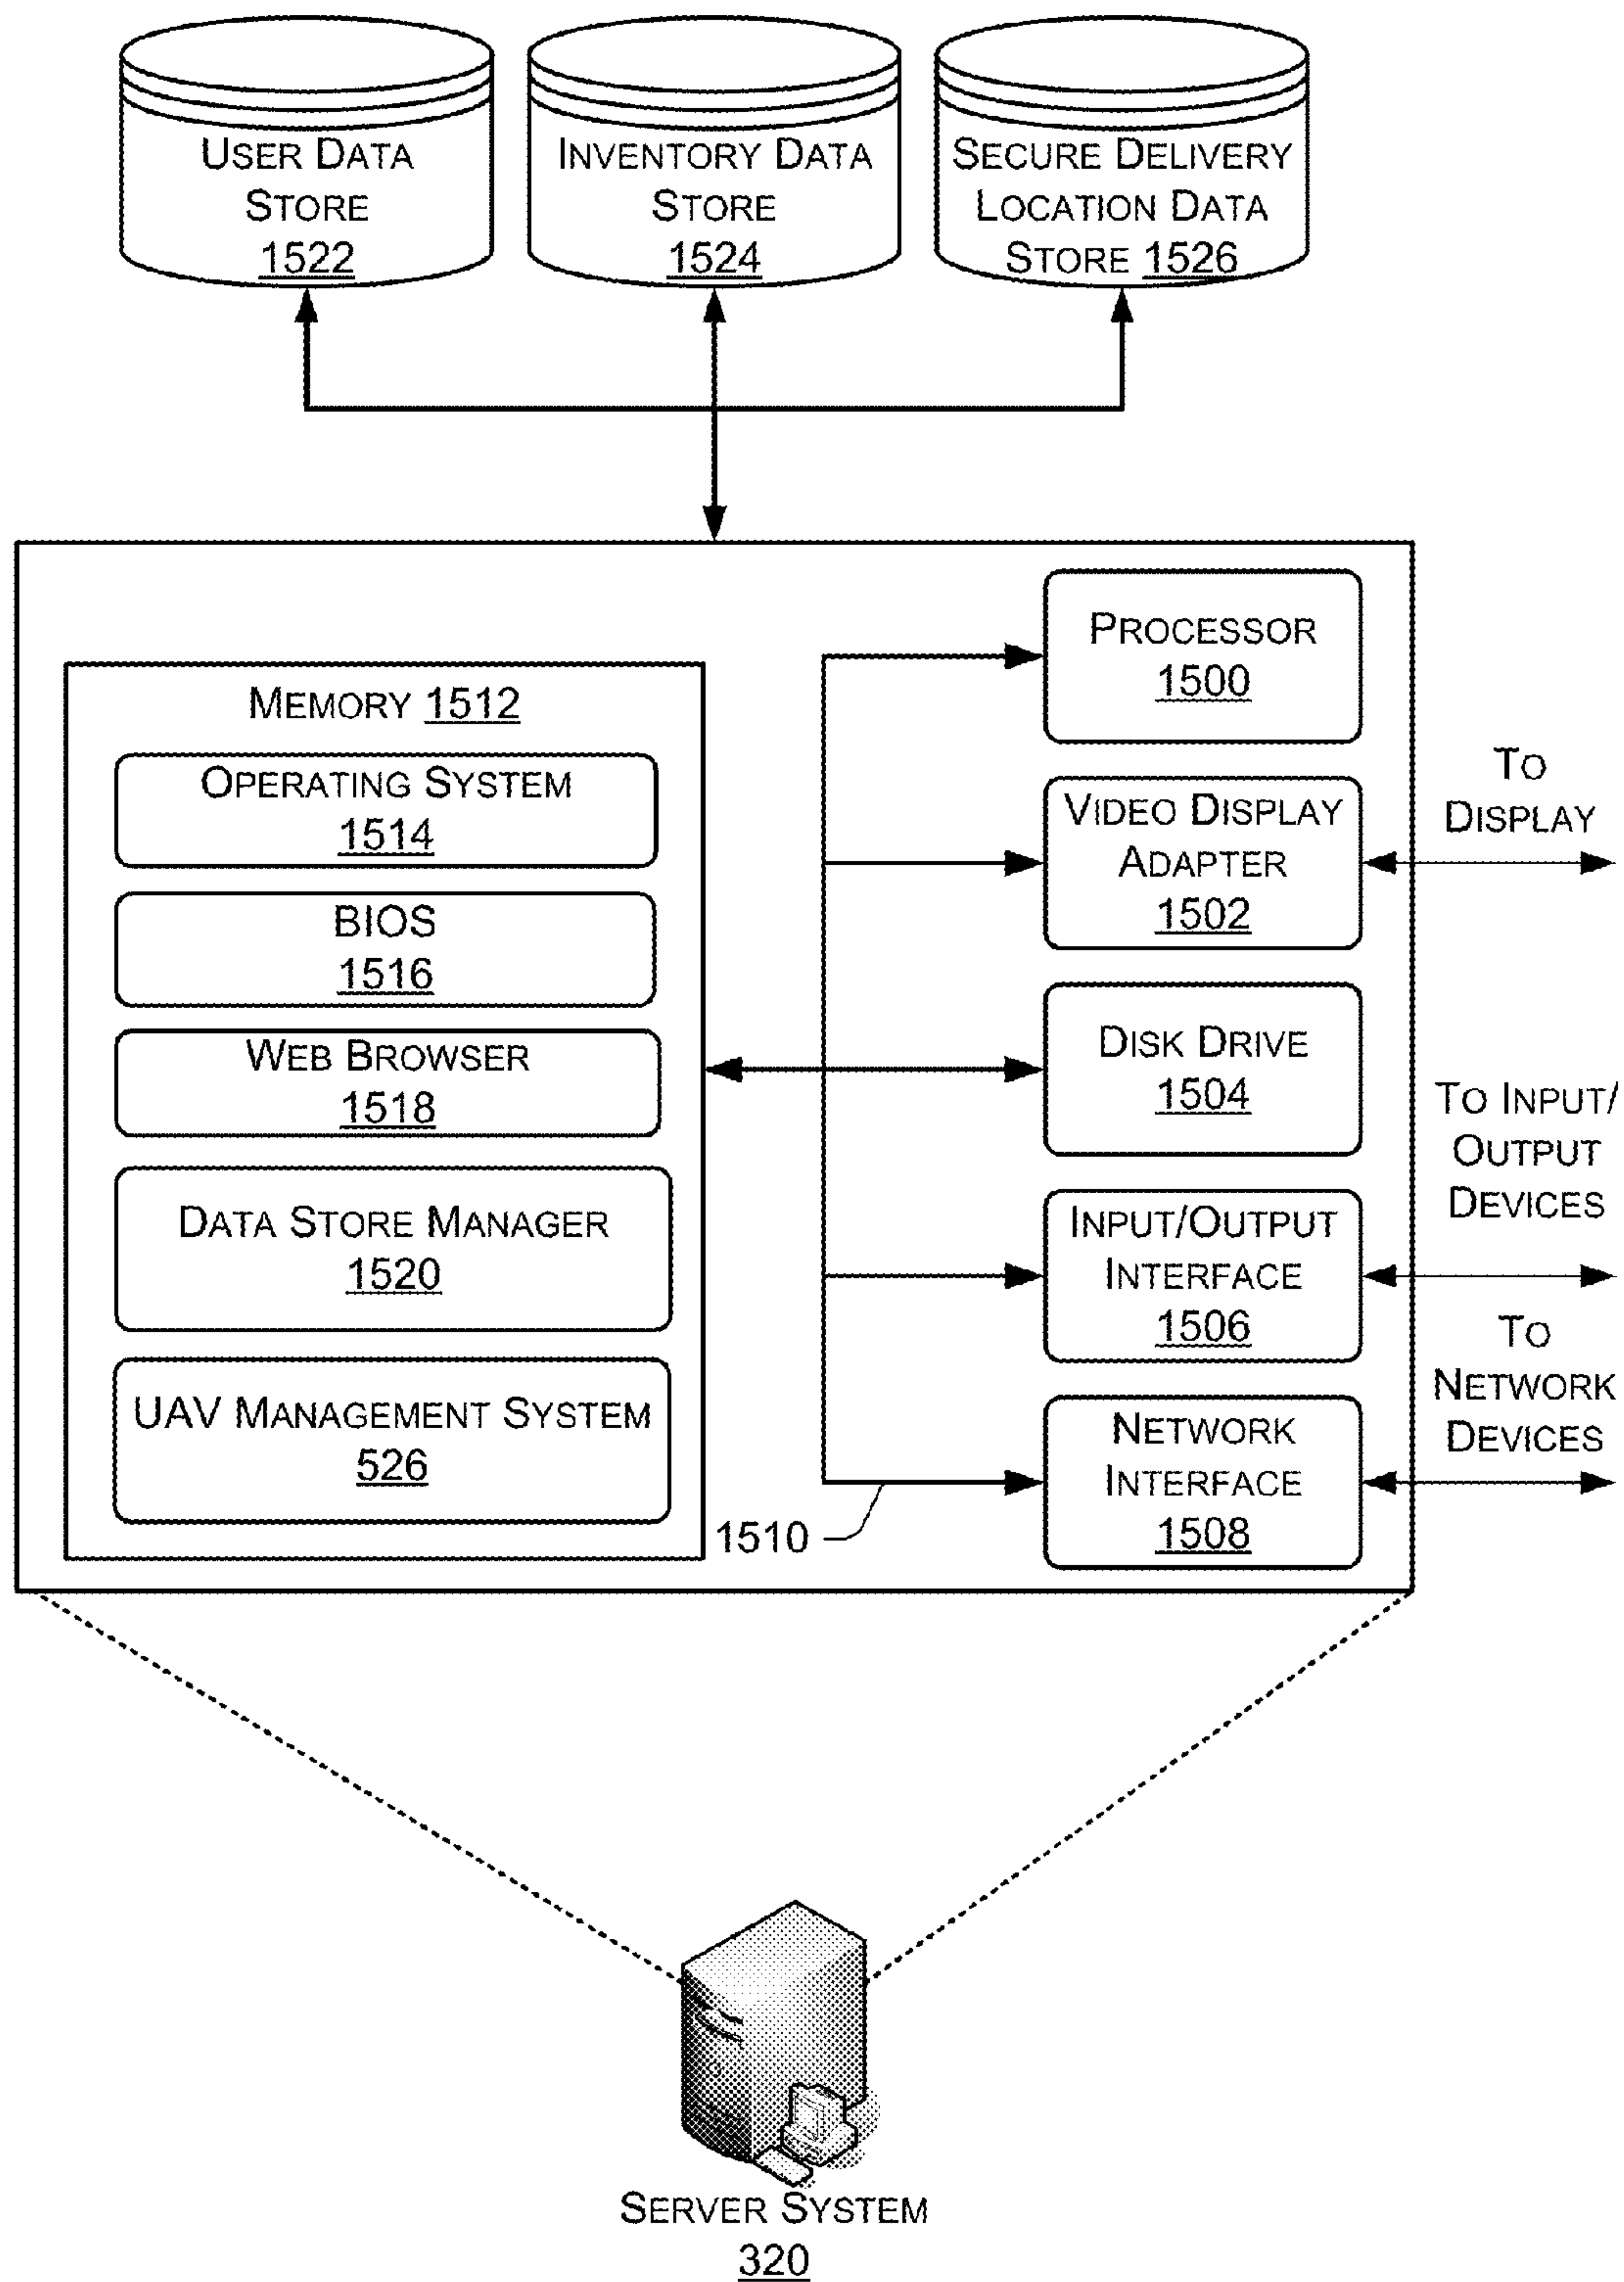 USER DATA
STORE
1522
INVENTORY DATA
STORE
1524
SECURE DELIVERY
LOCATION DATA
STORE 1526
MEMORY 1512
OPERATING SYSTEM
1514
BIOS
1516
WEB BROWSER
1518
DATA STORE MANAGER
1520
UAV MANAGEMENT SYSTEM
526
PROCESSOR
1500
VIDEO DISPLAY
ADAPTER
1502
DISK DRIVE
1504
INPUT/OUTPUT
INTERFACE
1506
NETWORK
INTERFACE
1508
1510
TO
DISPLAY
TO INPUT/
OUTPUT
DEVICES
TO
NETWORK
DEVICES
SERVER SYSTEM
320